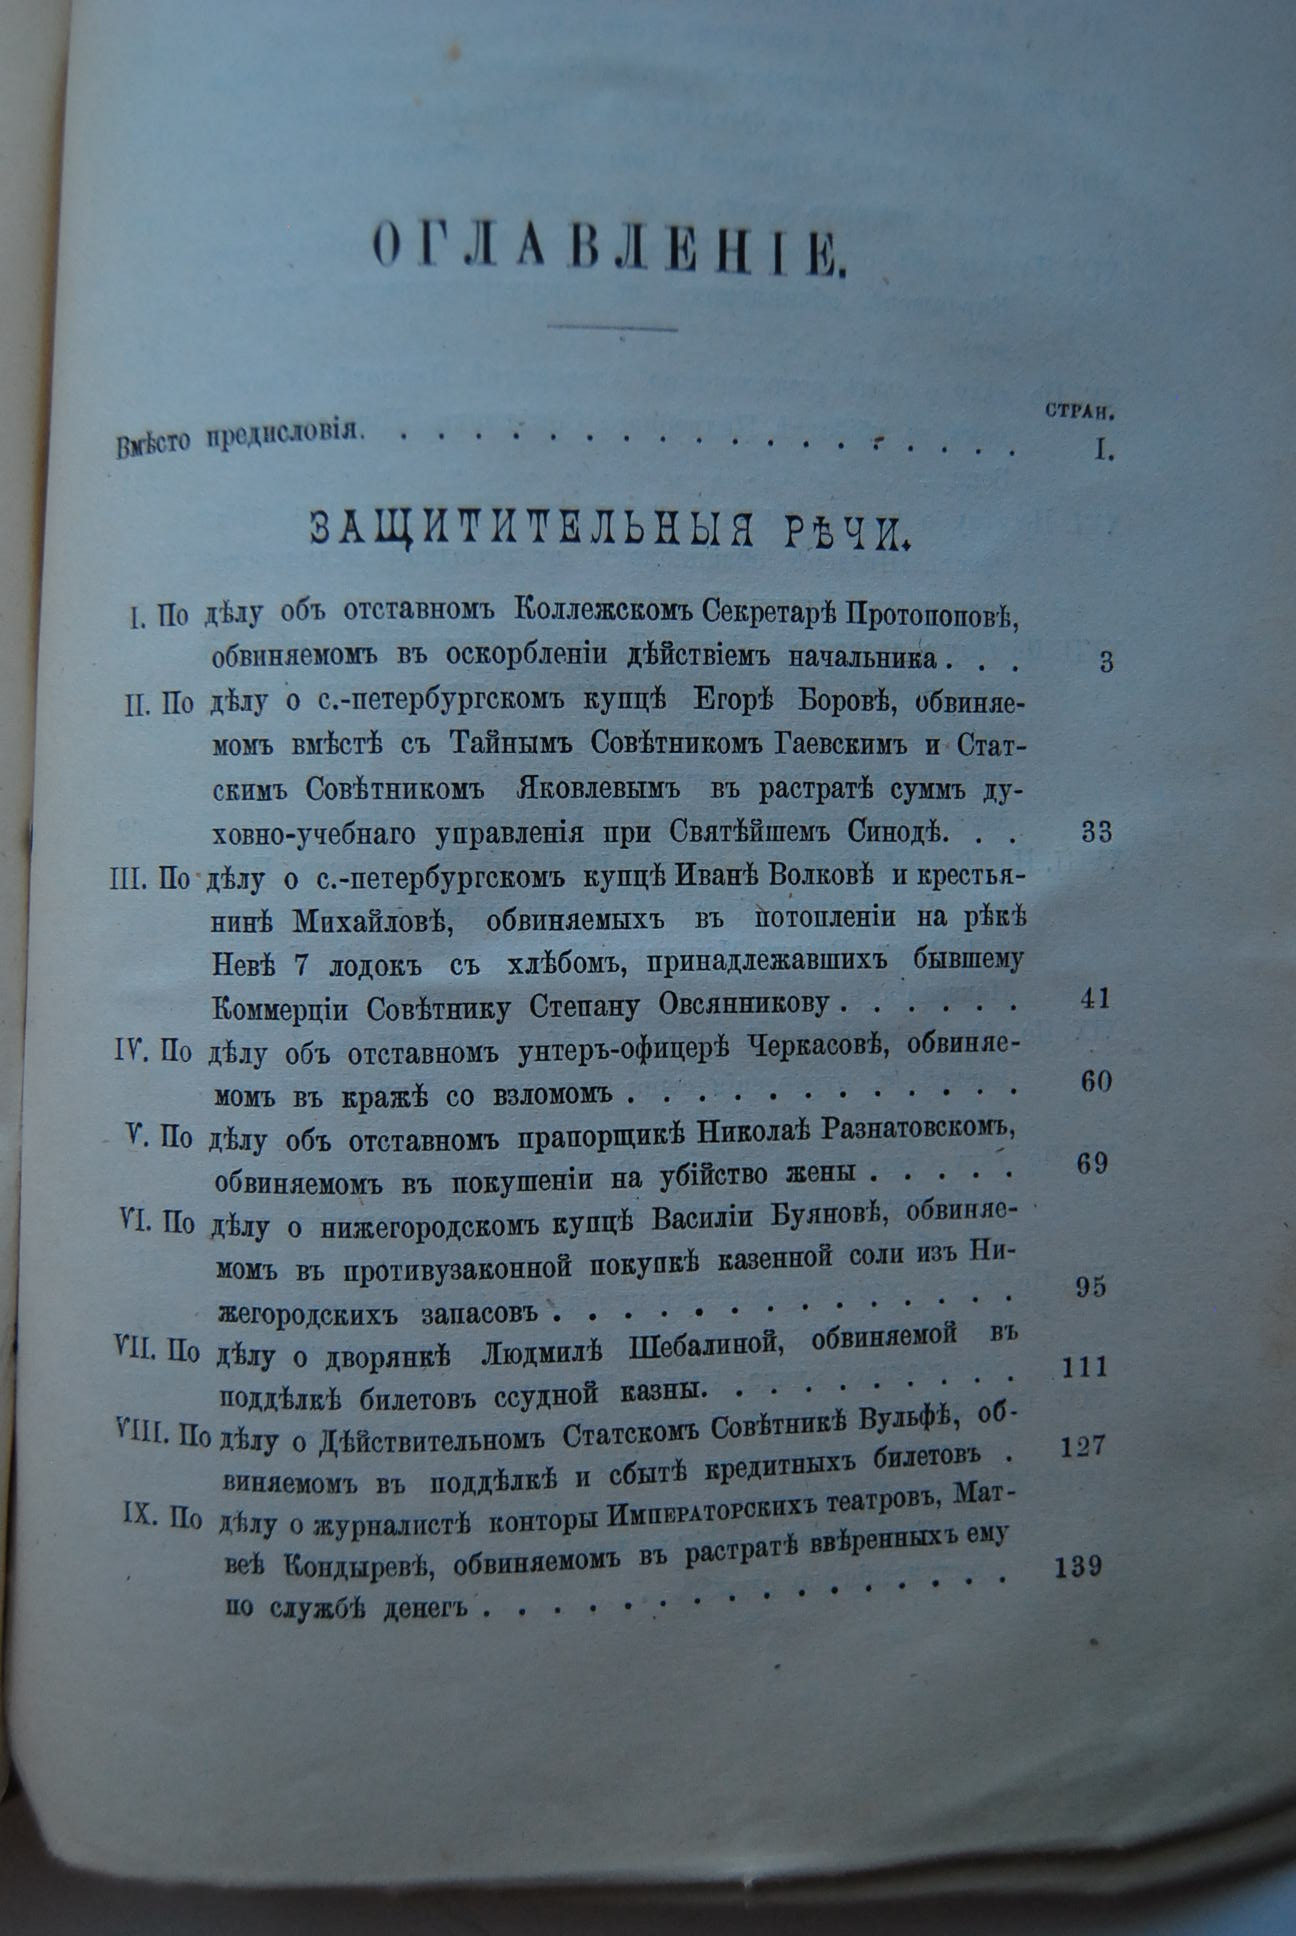 ОГЛАВЛЕНІЕ.
СТРАН.
Вмѣсто предисловія. . . . . . . . . . . . . . . . . . I.
ЗАЩИТИТЕЛЬНЫЯ РѢЧИ.
I. По дѣлу объ отставномъ Коллежскомъ Секретарѣ Протопоповѣ,
обвиняемомъ въ оскорбленіи дѣйствіемъ начальника . . . 3
II. По дѣлу о с.-петербургскомъ купцѣ Егорѣ Боровѣ, обвиняе-
момъ вмѣстѣ съ Тайнымъ Совѣтникомъ Гаевскимъ и Стат-
скимъ Совѣтникомъ Яковлевымъ въ растратѣ суммъ ду-
ховно-учебнаго управленія при Святѣйшемъ Синодѣ. . . 33
III. По дѣлу о с.-петербургскомъ купцѣ Иванѣ Волковѣ и крестья-
нинѣ Михайловѣ, обвиняемыхъ въ потопленіи на рѣкѣ
Невѣ 7 лодокъ съ хлѣбомъ, принадлежавшихъ бывшему
Коммерціи Совѣтнику Степану Овсянникову . . . . . . 41
IV. По дѣлу объ отставномъ унтеръ-офицерѣ Черкасовѣ, обвиняе-
момъ въ кражѣ со взломомъ . . . . . . . . . . . . 60
V. По дѣлу объ отставномъ прапорщикѣ Николаѣ Разнатовскомъ,
обвиняемомъ въ покушеніи на убійство жены . . . . . 69
VI. По дѣлу о нижегородскомъ купцѣ Василіи Буяновѣ, обвиняе-
момъ въ противузаконной покупкѣ казенной соли изъ Ни-
жегородскихъ запасовъ . . . . . . . . . . . . . . 95
VII. По дѣлу о дворянкѣ Людмилѣ Шебалиной, обвиняемой въ
поддѣлкѣ билетовъ ссудной казны. . . . . . . . . . 111
VIII. По дѣлу о Дѣйствительномъ Статскомъ Совѣтникѣ Вульфѣ, об-
виняемомъ въ поддѣлкѣ и сбытѣ кредитныхъ билетовъ . 127
IX. По дѣлу о журналистѣ конторы Императорскихъ театровъ, Мат-
веѣ Кондыревѣ, обвиняемомъ въ растратѣ ввѣренныхъ ему
по службѣ денегъ . . . . . . . . . . . . . . . 139